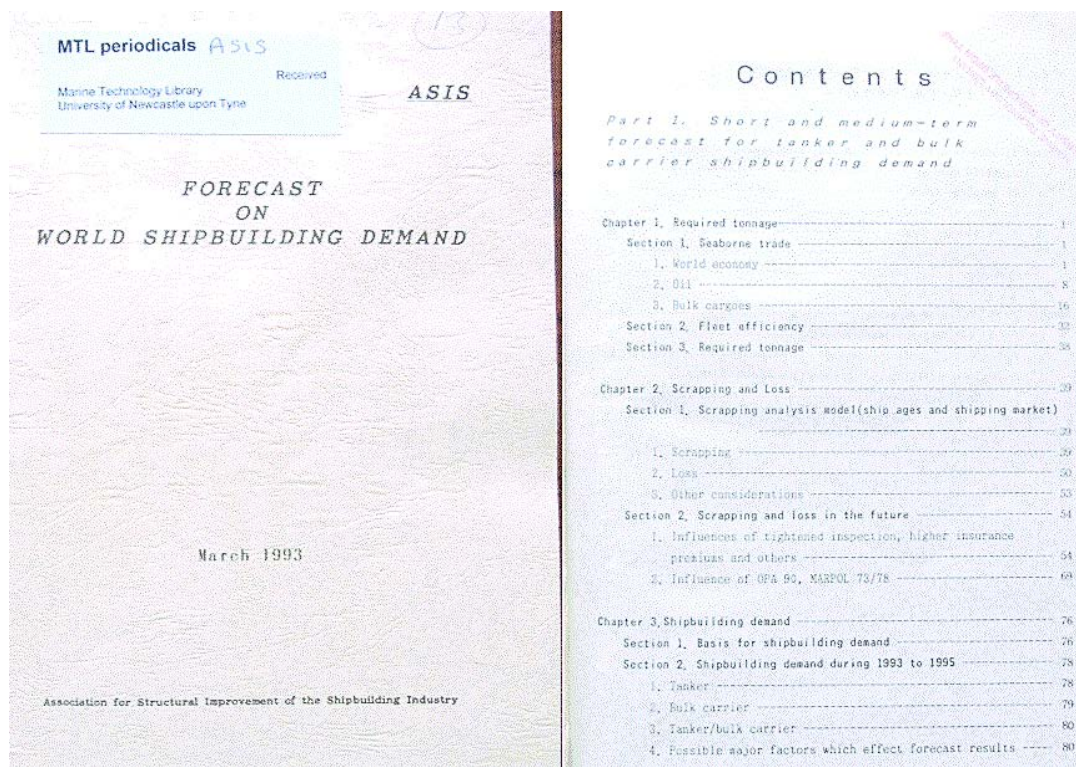 13
MTL periodicals ASIS
Received
Marine Technology Library
University of Newcastle upon Tyne
ASIS
FORECAST
ON
WORLD SHIPBUILDING DEMAND
March 1993
Association for Structural Improvement of the Shipbuilding Industry
Contents
Part 1. Short and medium-term
forecast for tanker and bulk
carrier shipbuilding demand
Chapter 1. Required tonnage 1
Section 1. Seaborne trade 1
1. World economy 1
2. Oil 8
3. Bulk cargoes 16
Section 2. Fleet efficiency 32
Section 3. Required tonnage 38
Chapter 2. Scrapping and Loss 39
Section 1. Scrapping analysis model(ship ages and shipping market)
39
1. Scrapping 39
2. Loss 50
3. Other considerations 53
Section 2. Scrapping and loss in the future 54
1. Influences of tightened inspection, higher insurance
premiums and others 54
2. Influence of OPA 90, MARPOL 73/78 69
Chapter 3.Shipbuilding demand 76
Section 1. Basis for shipbuilding demand 76
Section 2. Shipbuilding demand during 1993 to 1995 78
1. Tanker 78
2. Bulk carrier 79
3. Tanker/bulk carrier 80
4. Possible major factors which effect forecast results 80